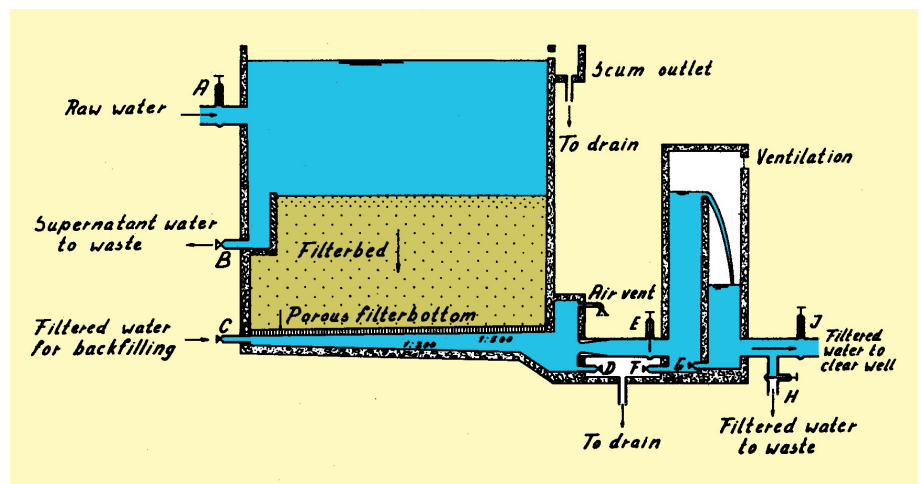 A
Raw water
Scum outlet
To drain
Ventilation
Supernatant water
to waste
B
Filterbed
Air vent
Porous filterbottom
C
Filtered water
for backfilling
1:200
1:500
E
D
F
G
J
Filtered
water to
clear well
H
To drain
Filtered water
to waste